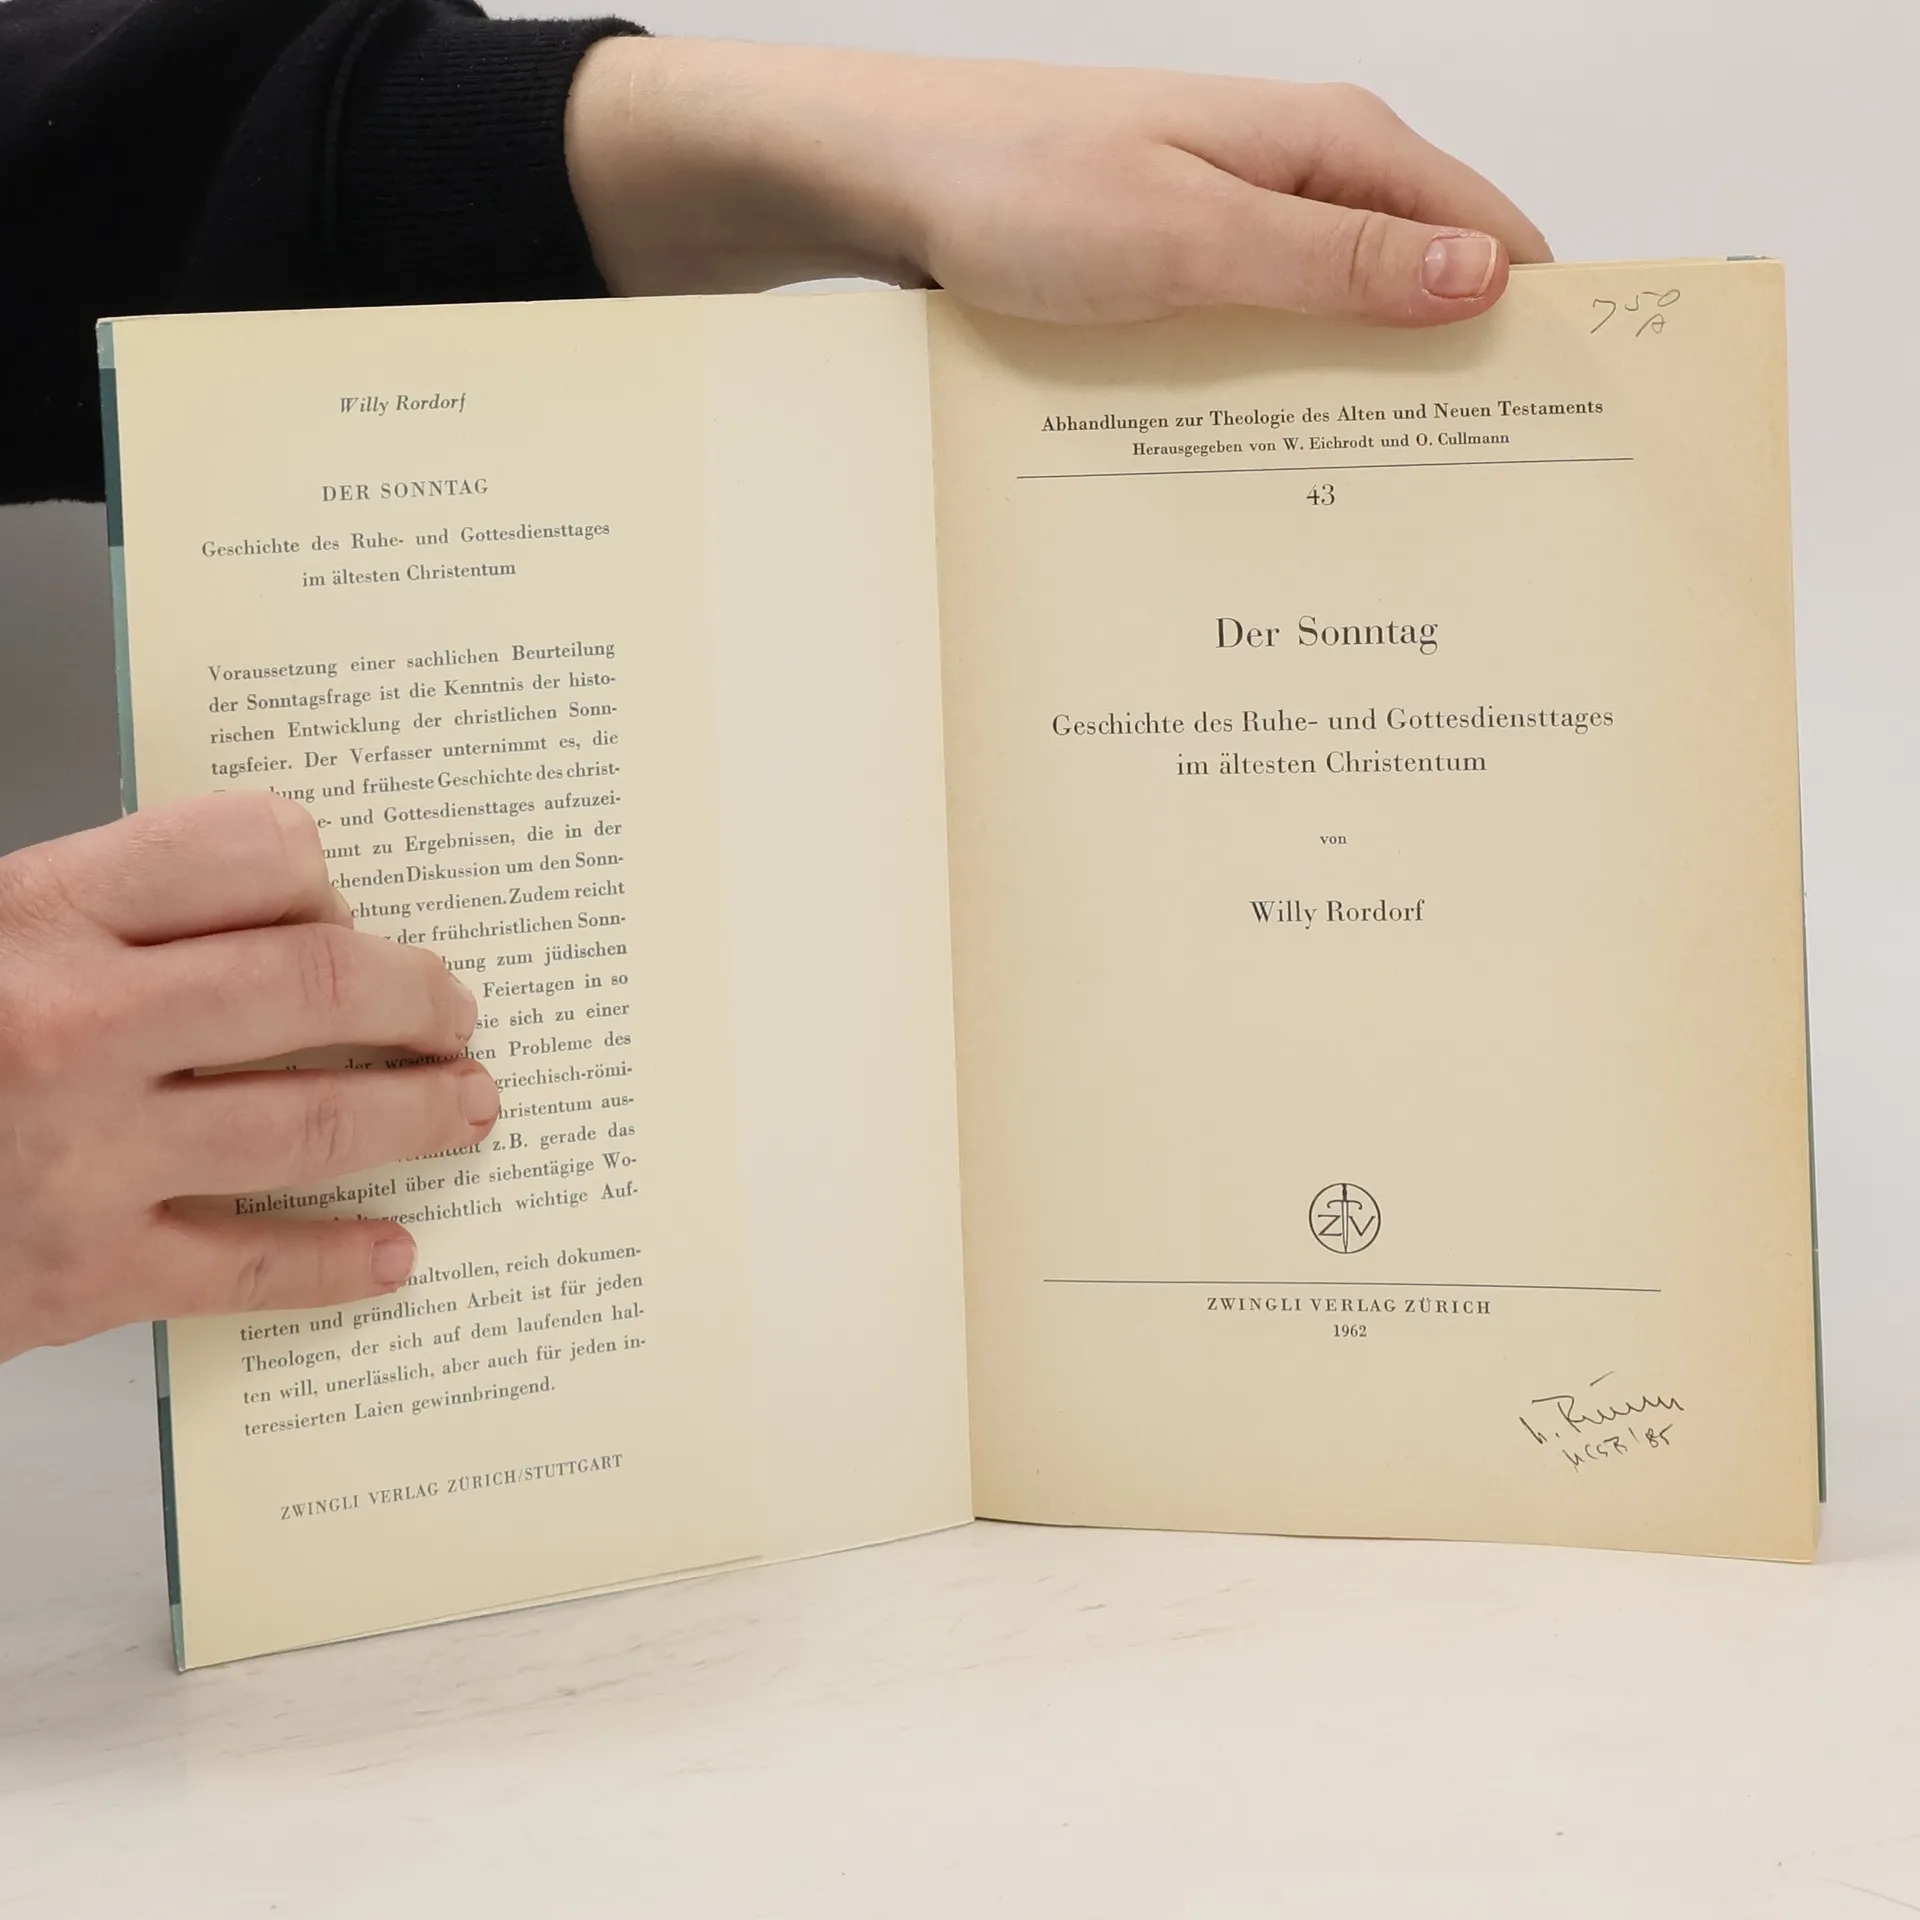 Willy Rordorf
DER SONNTAG
Geschichte des Ruhe- und Gottesdiensttages
im ältesten Christentum
Voraussetzung einer sachlichen Beurteilung
der Sonntagsfrage ist die Kenntnis der histo-
rischen Entwicklung der christlichen Sonn-
tagsfeier. Der Verfasser unternimmt es, die
und früheste Geschichte des christ-
und Gottesdiensttages aufzuzei-
zu Ergebnissen, die in der
Diskussion um den Sonn-
verdienen. Zudem reicht
der frühchristlichen Sonn-
zum jüdischen
Feiertagen in so
sie sich zu einer
der wesentlichen Probleme des
griechisch-römi-
aus-
z. B. gerade das
Einleitungskapitel über die siebentägige Wo-
wichtige Auf-
reich dokumen-
tierten und gründlichen Arbeit ist für jeden
Theologen, der sich auf dem laufenden hal-
ten will, unerlässlich, aber auch für jeden in-
teressierten Laien gewinnbringend.
ZWINGLI VERLAG ZÜRICH/STUTTGART
7 50
Abhandlungen zur Theologie des Alten und Neuen Testaments
Herausgegeben von W. Eichrodt und O. Cullmann
43
Der Sonntag
Geschichte des Ruhe- und Gottesdiensttages
im ältesten Christentum
von
Willy Rordorf
ZV
ZWINGLI VERLAG ZÜRICH
1962
'85